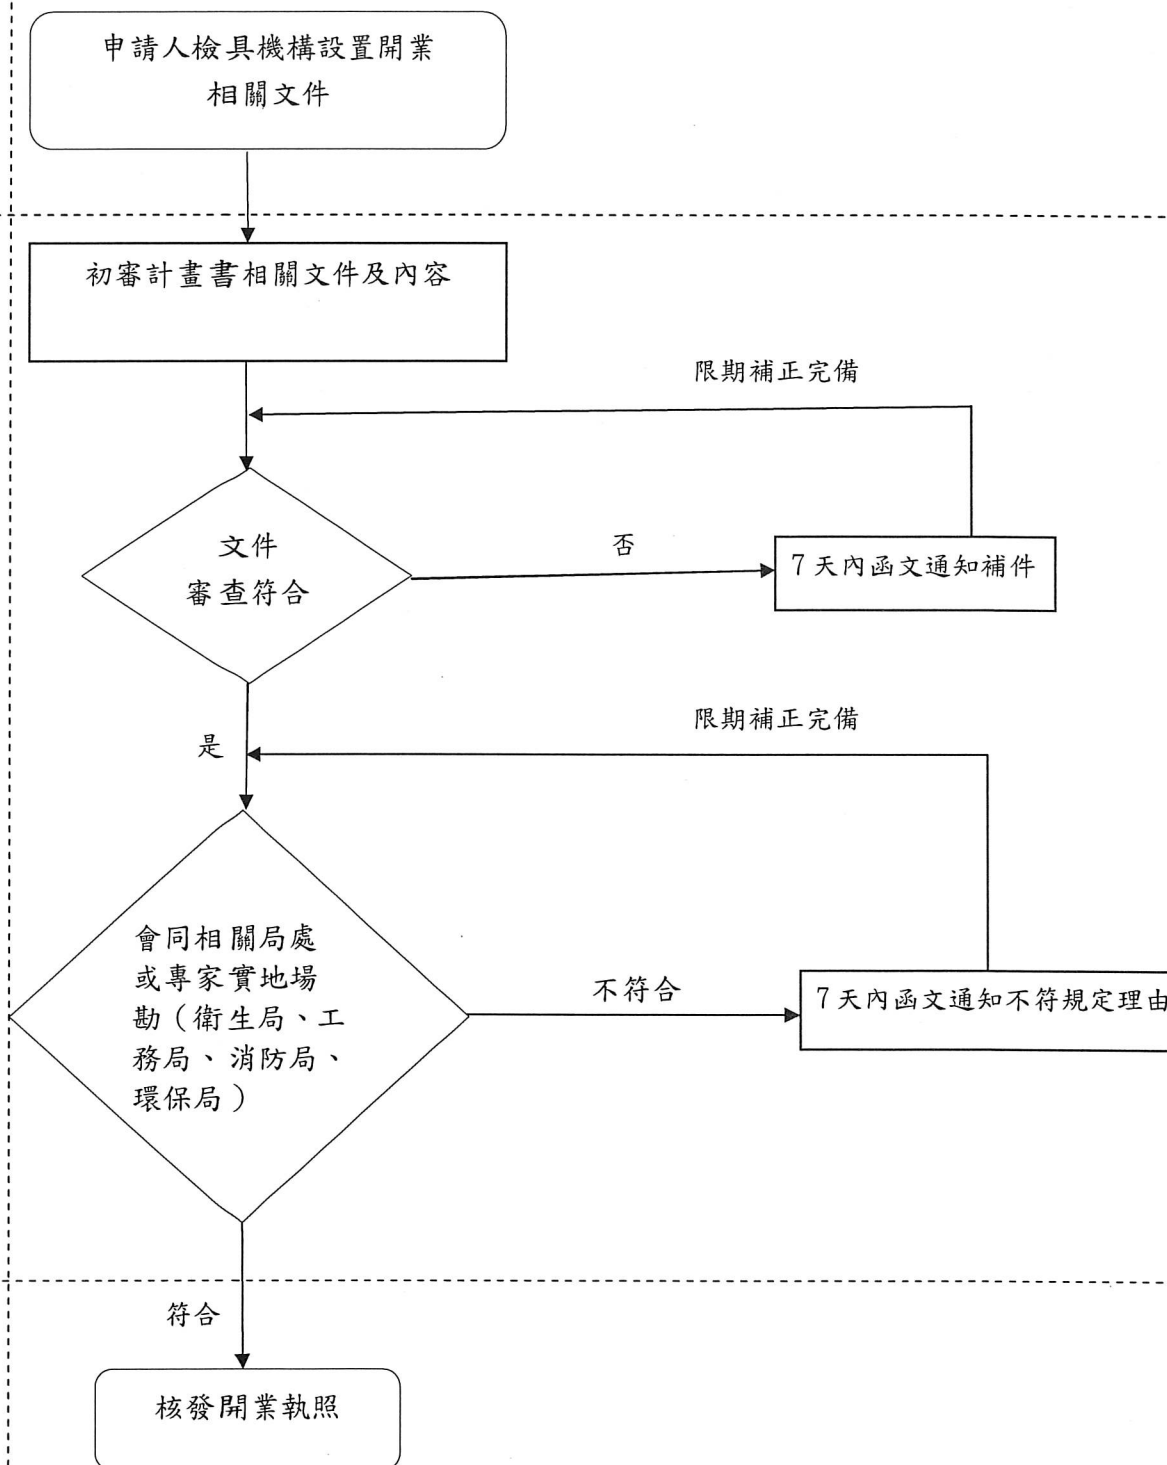 申請人檢具機構設置開業
相關文件
初審計畫書相關文件及內容
限期補正完備
文件
審查符合
否
7天內函文通知補件
是
限期補正完備
會同相關局處
或專家實地場
勘（衛生局、工
務局、消防局、
環保局）
不符合
7天內函文通知不符規定理由
符合
核發開業執照